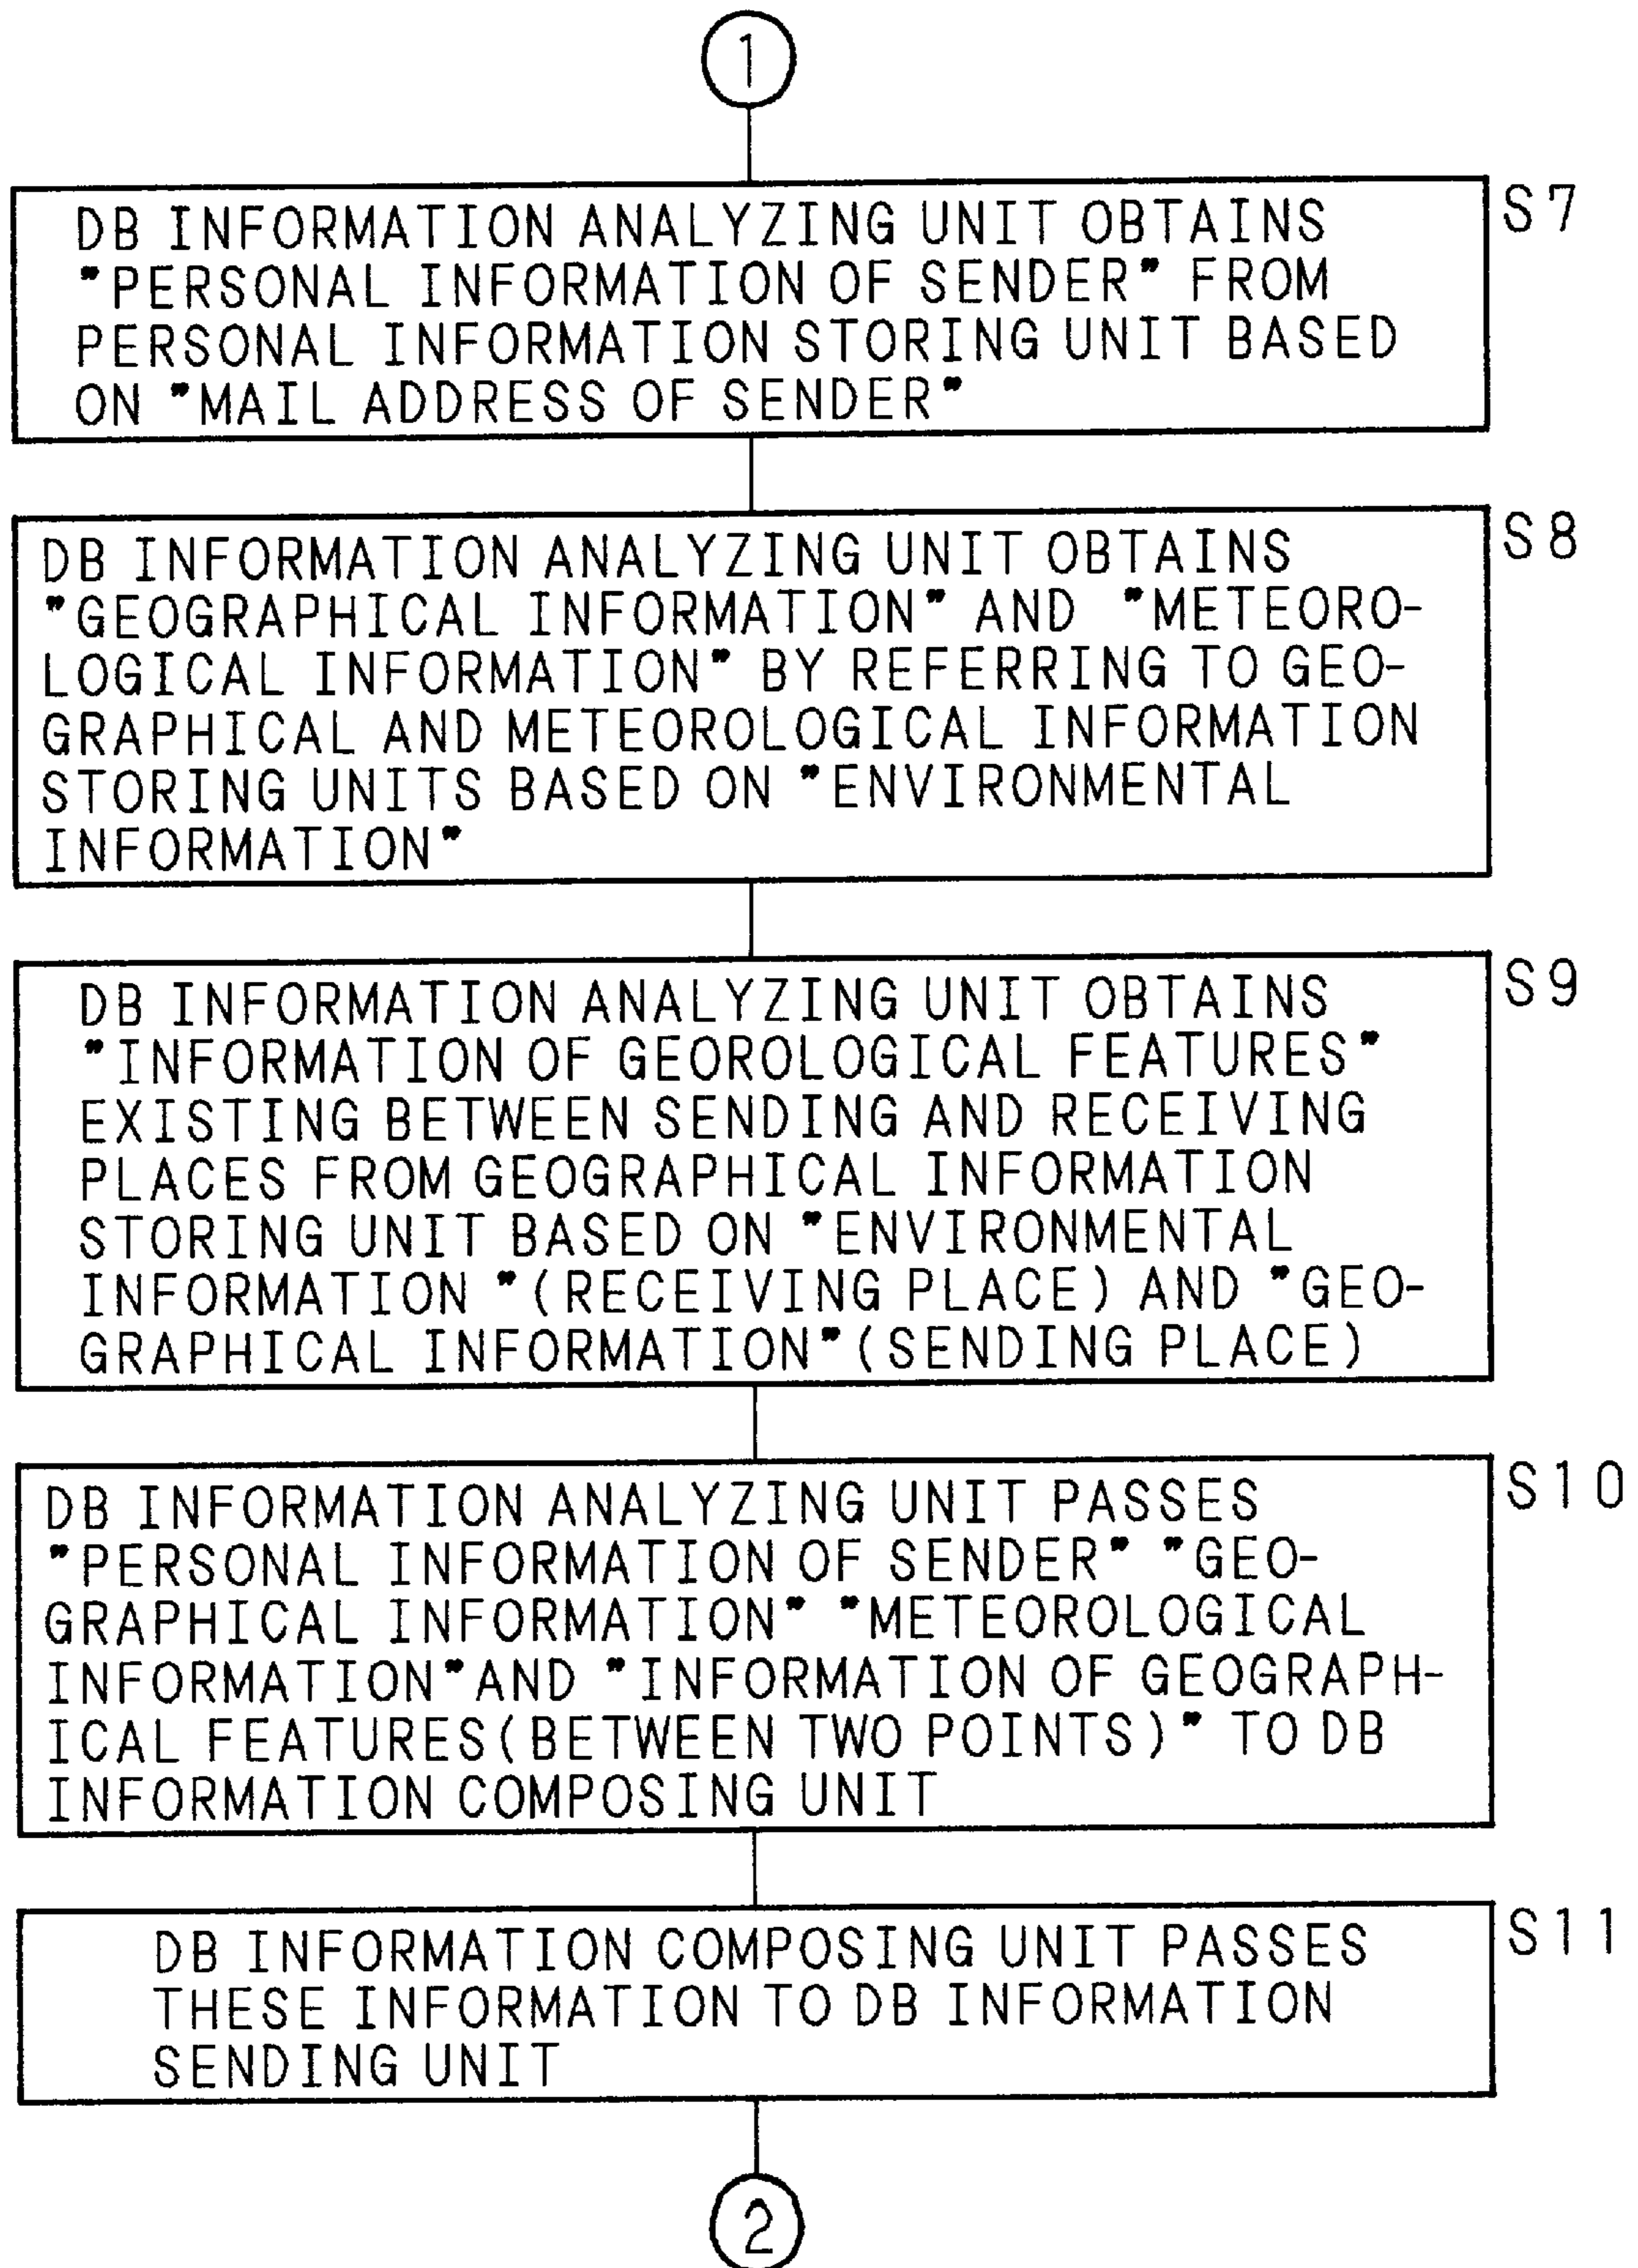 1
S7
DB INFORMATION ANALYZING UNIT OBTAINS
"PERSONAL INFORMATION OF SENDER" FROM
PERSONAL INFORMATION STORING UNIT BASED
ON "MAIL ADDRESS OF SENDER"
S8
DB INFORMATION ANALYZING UNIT OBTAINS
"GEOGRAPHICAL INFORMATION" AND "METEORO-
LOGICAL INFORMATION" BY REFERRING TO GEO-
GRAPHICAL AND METEOROLOGICAL INFORMATION
STORING UNITS BASED ON "ENVIRONMENTAL
INFORMATION"
S9
DB INFORMATION ANALYZING UNIT OBTAINS
"INFORMATION OF GEOROLOGICAL FEATURES"
EXISTING BETWEEN SENDING AND RECEIVING
PLACES FROM GEOGRAPHICAL INFORMATION
STORING UNIT BASED ON "ENVIRONMENTAL
INFORMATION "(RECEIVING PLACE) AND "GEO-
GRAPHICAL INFORMATION"(SENDING PLACE)
S10
DB INFORMATION ANALYZING UNIT PASSES
"PERSONAL INFORMATION OF SENDER" "GEO-
GRAPHICAL INFORMATION" "METEOROLOGICAL
INFORMATION"AND "INFORMATION OF GEOGRAPH-
ICAL FEATURES(BETWEEN TWO POINTS)" TO DB
INFORMATION COMPOSING UNIT
S11
DB INFORMATION COMPOSING UNIT PASSES
THESE INFORMATION TO DB INFORMATION
SENDING UNIT
2